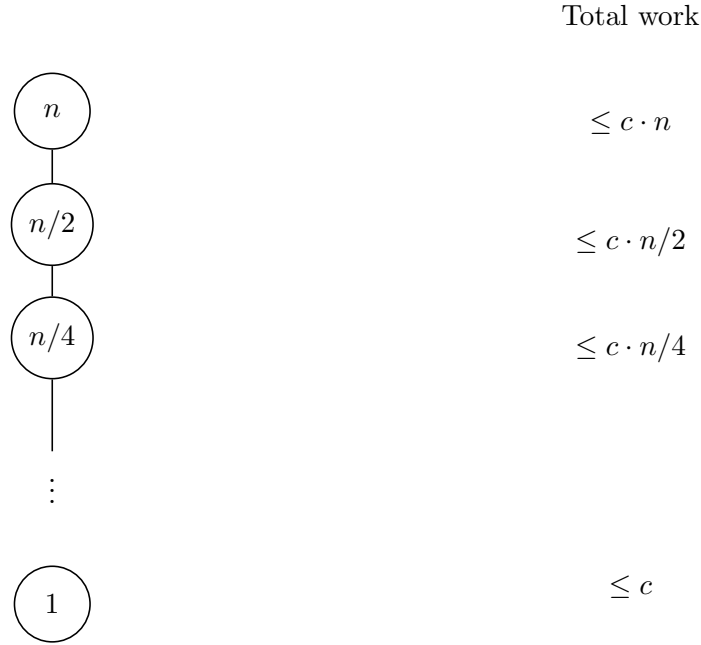 Total work
n ≤ c · n
n/2 ≤ c · n/2
n/4 ≤ c · n/4
⋮
1 ≤ c